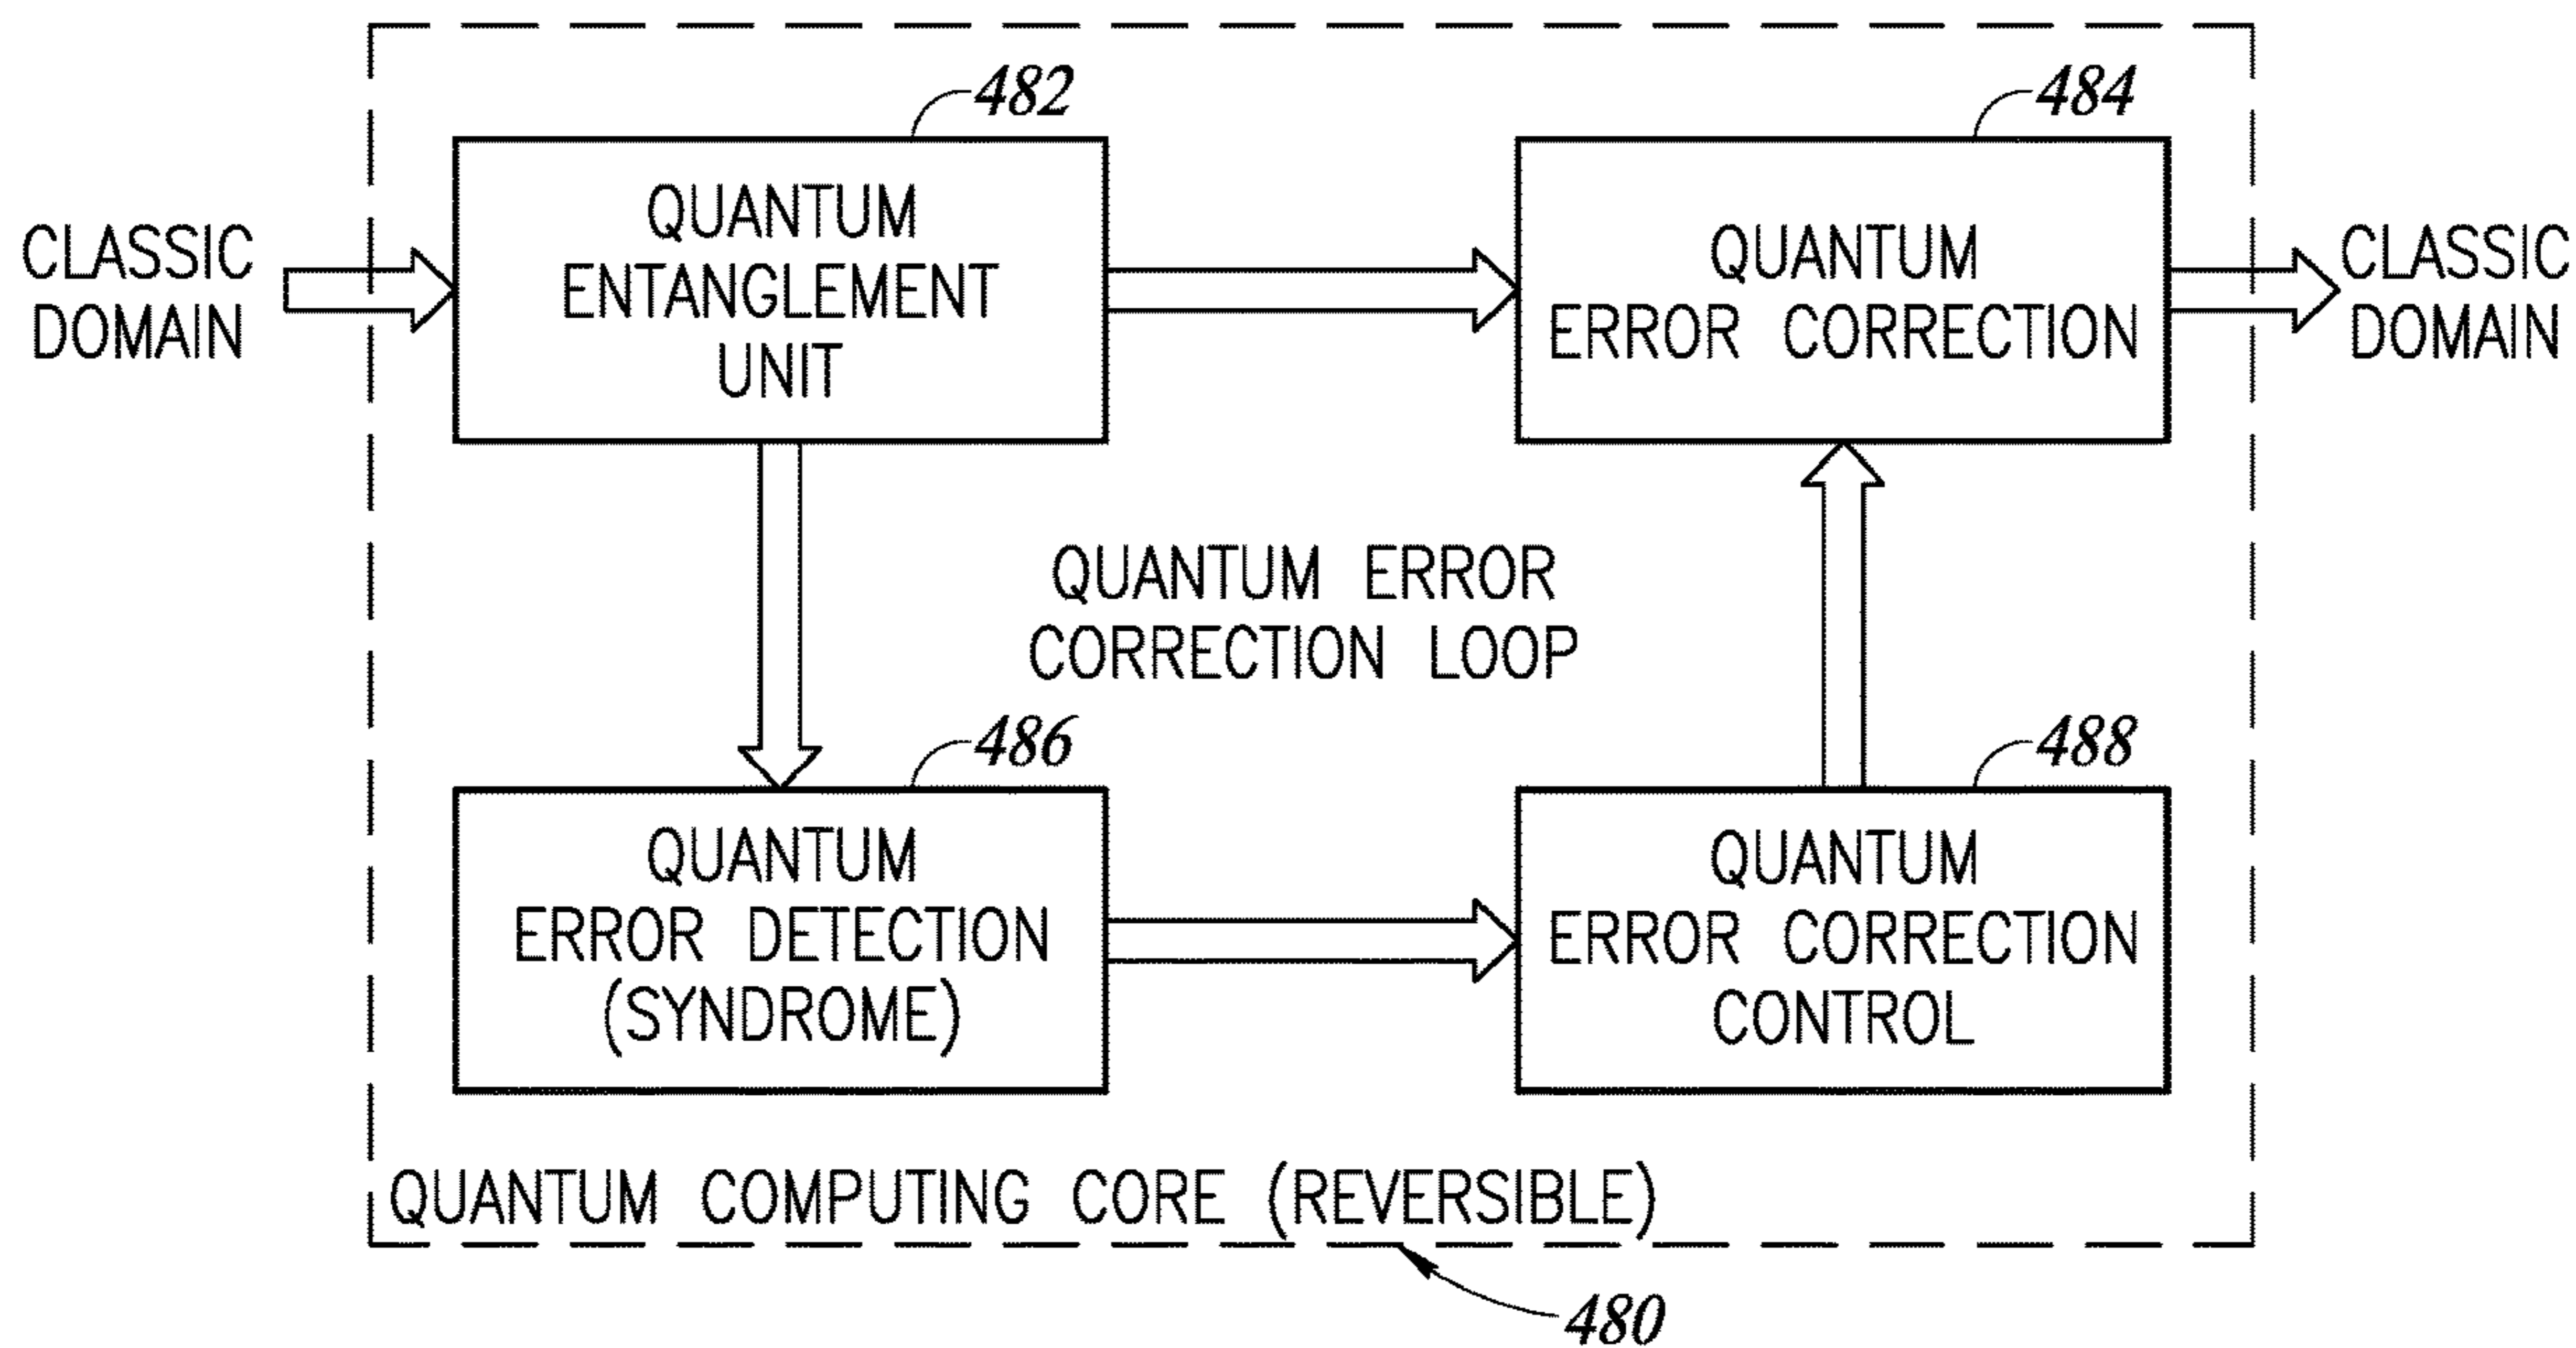 482
484
CLASSIC
DOMAIN
QUANTUM
ENTANGLEMENT
UNIT
QUANTUM
ERROR CORRECTION
CLASSIC
DOMAIN
QUANTUM ERROR
CORRECTION LOOP
486
488
QUANTUM
ERROR DETECTION
(SYNDROME)
QUANTUM
ERROR CORRECTION
CONTROL
QUANTUM COMPUTING CORE (REVERSIBLE)
480